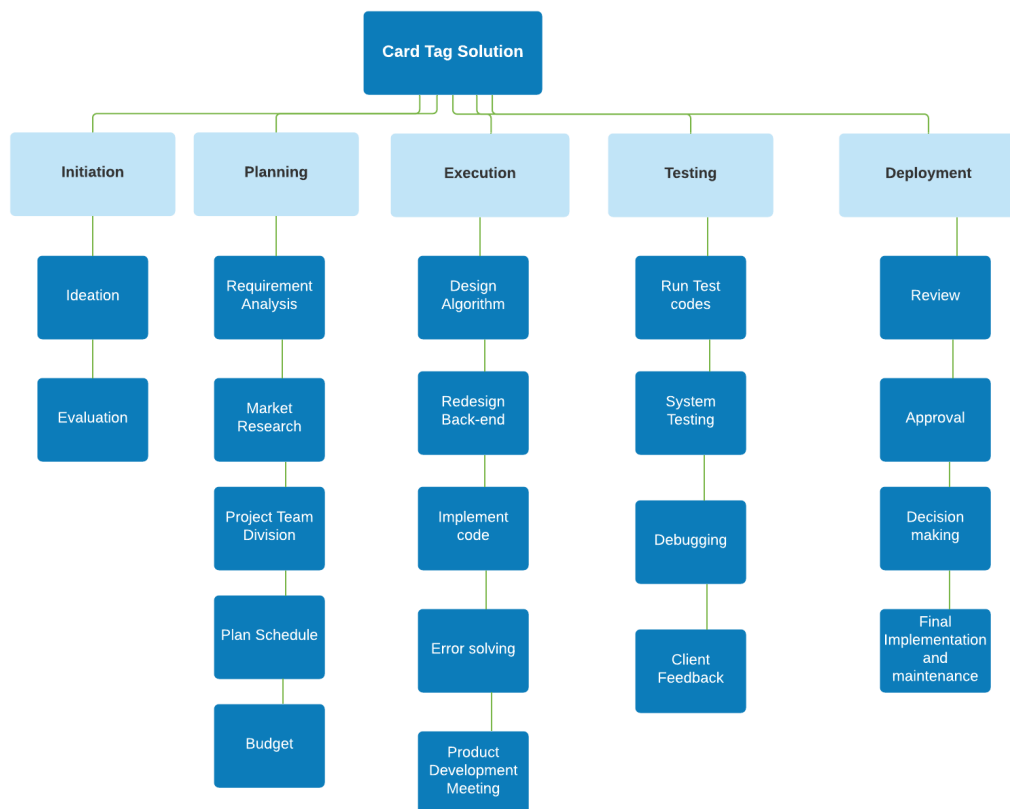 Card Tag Solution
Initiation
Planning
Execution
Testing
Deployment
Ideation
Evaluation
Requirement
Analysis
Market
Research
Project Team
Division
Plan Schedule
Budget
Design
Algorithm
Redesign
Back-end
Implement
code
Error solving
Product
Development
Meeting
Run Test
codes
System
Testing
Debugging
Client
Feedback
Review
Approval
Decision
making
Final
Implementation
and
maintenance